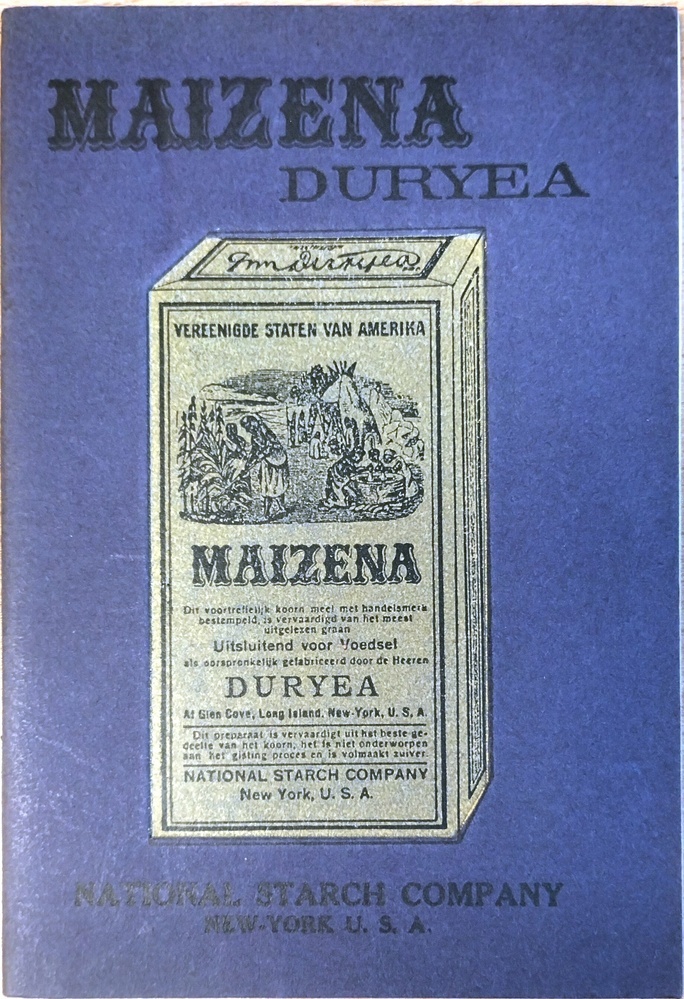 MAIZENA
DURYEA
Wm Duryea
VEREENIGDE STATEN VAN AMERIKA
MAIZENA
Dit voortreffelijk koorn meel met handelsmerk
bestempeld, is vervaardigd van het meest
uitgelezen graan
Uitsluitend voor Voedsel
als oorspronkelijk gefabriceerd door de Heeren
DURYEA
At Glen Cove, Long Island, New-York, U. S. A.
Dit preparaat is vervaardigt uit het beste ge-
deelte van het koorn, het is niet onderworpen
aan het gisting proces en is volmaakt zuiver.
NATIONAL STARCH COMPANY
New York, U. S. A.
NATIONAL STARCH COMPANY
NEW-YORK U. S. A.